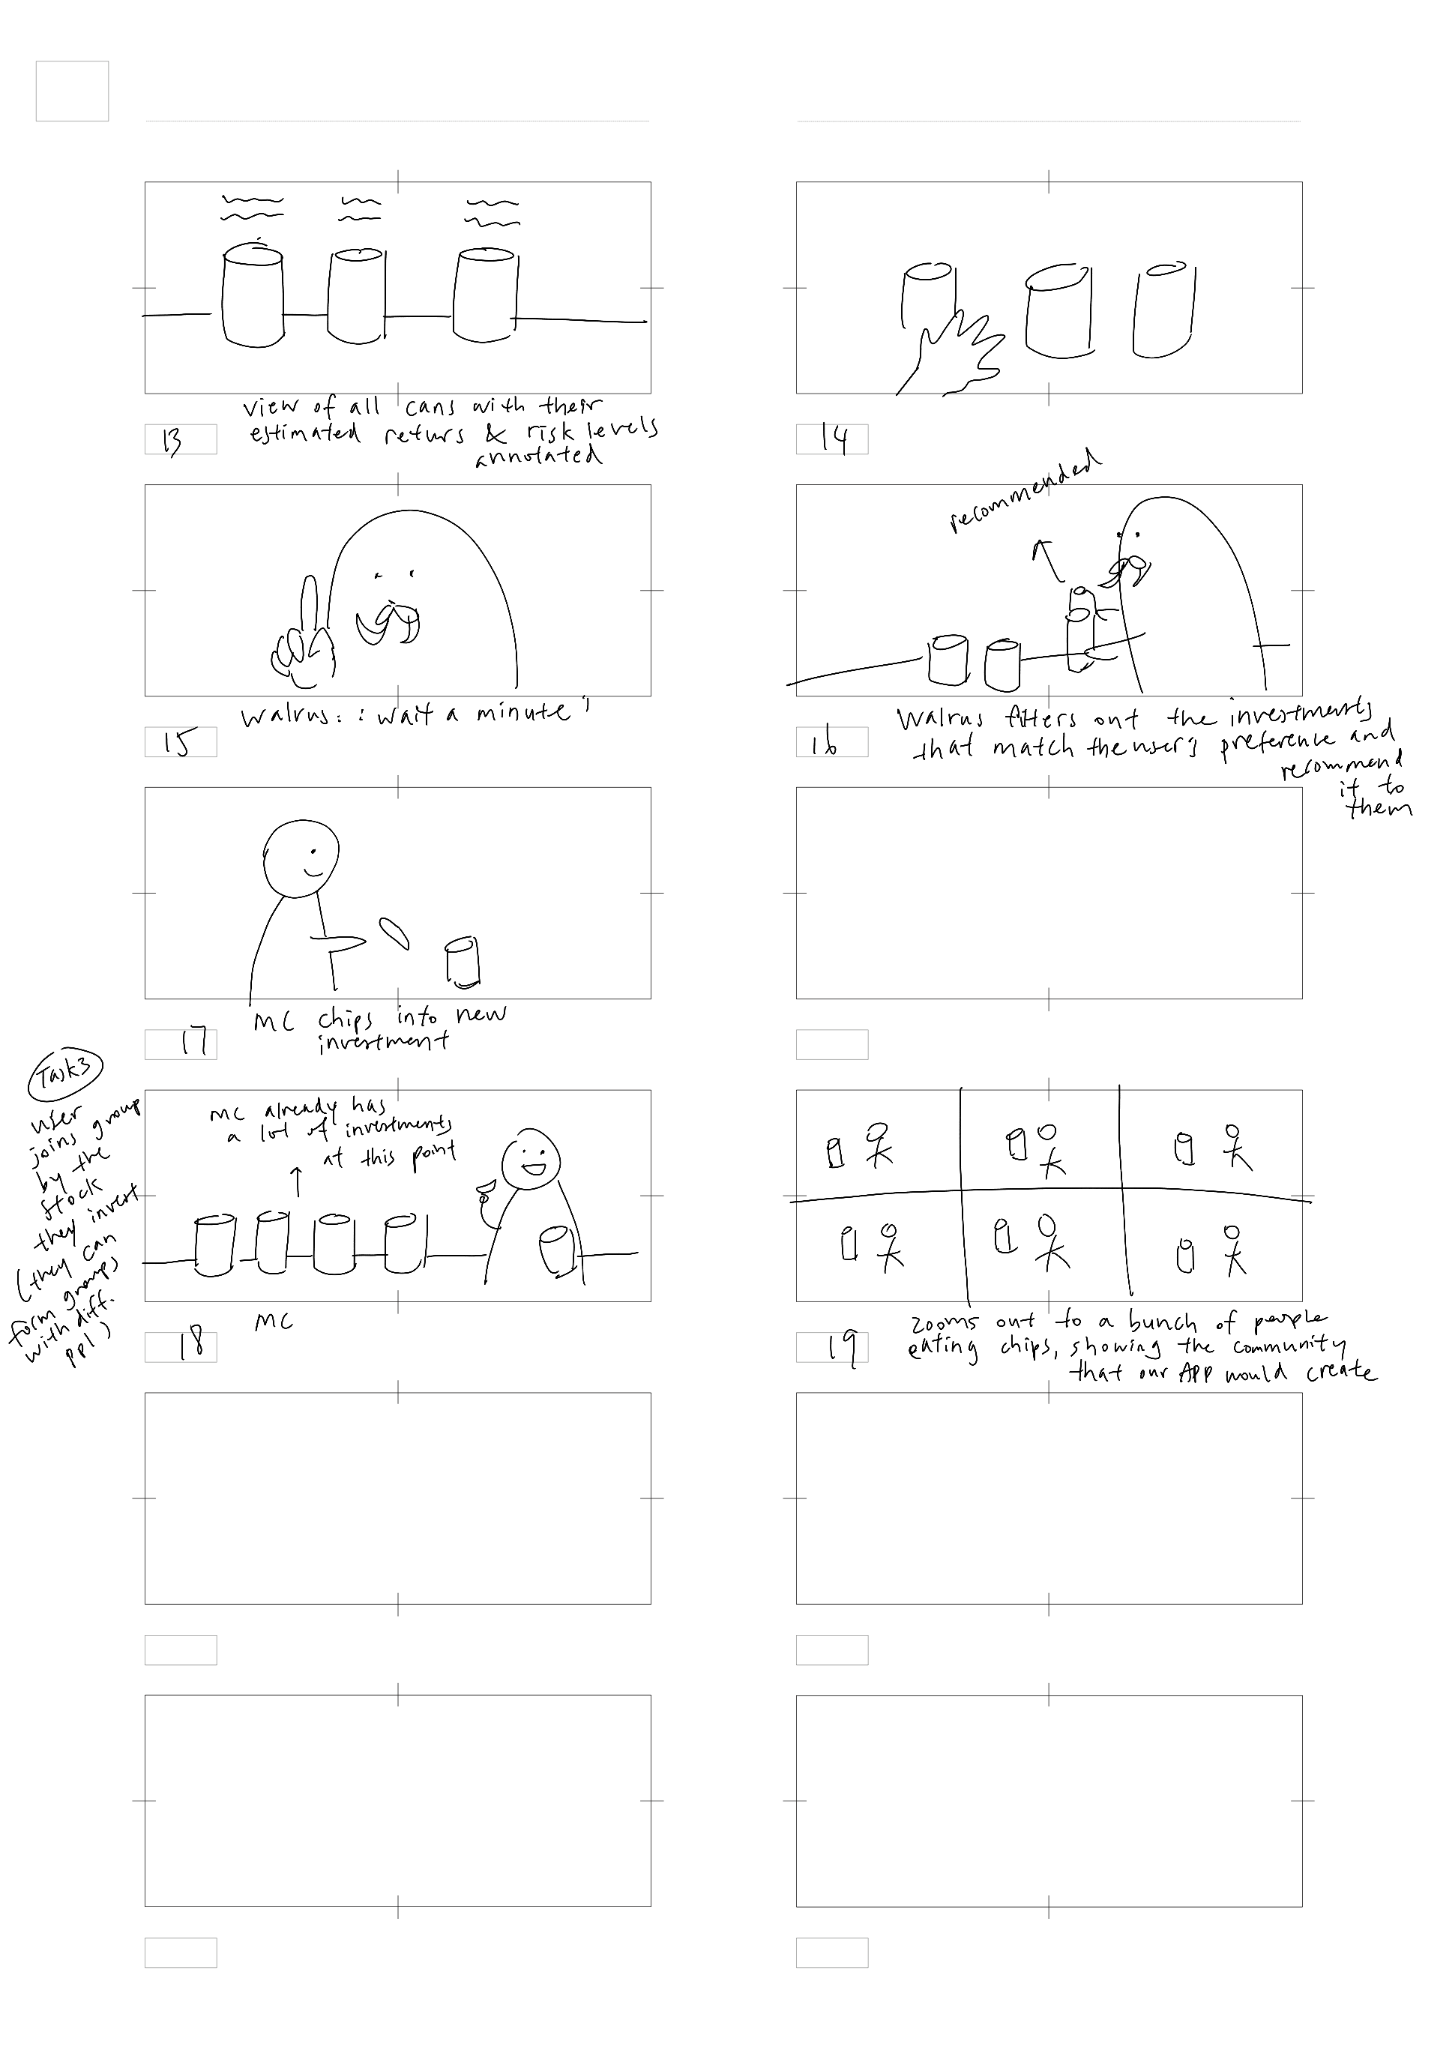 view of all cans with their
estimated returs & risk levels
annotated
13
14
walrus: : wait a minute'
15
recommended
walrus filters out the investments
that match the user's preference and
recommend
it to
them
16
MC chips into new
investment
17
Task3
user
joins group
by the
stock
they invest
(they can
form groups
with diff.
ppl)
MC already has
a lot of investments
at this point
MC
18
zooms out to a bunch of people
eating chips, showing the community
that our APP would create
19